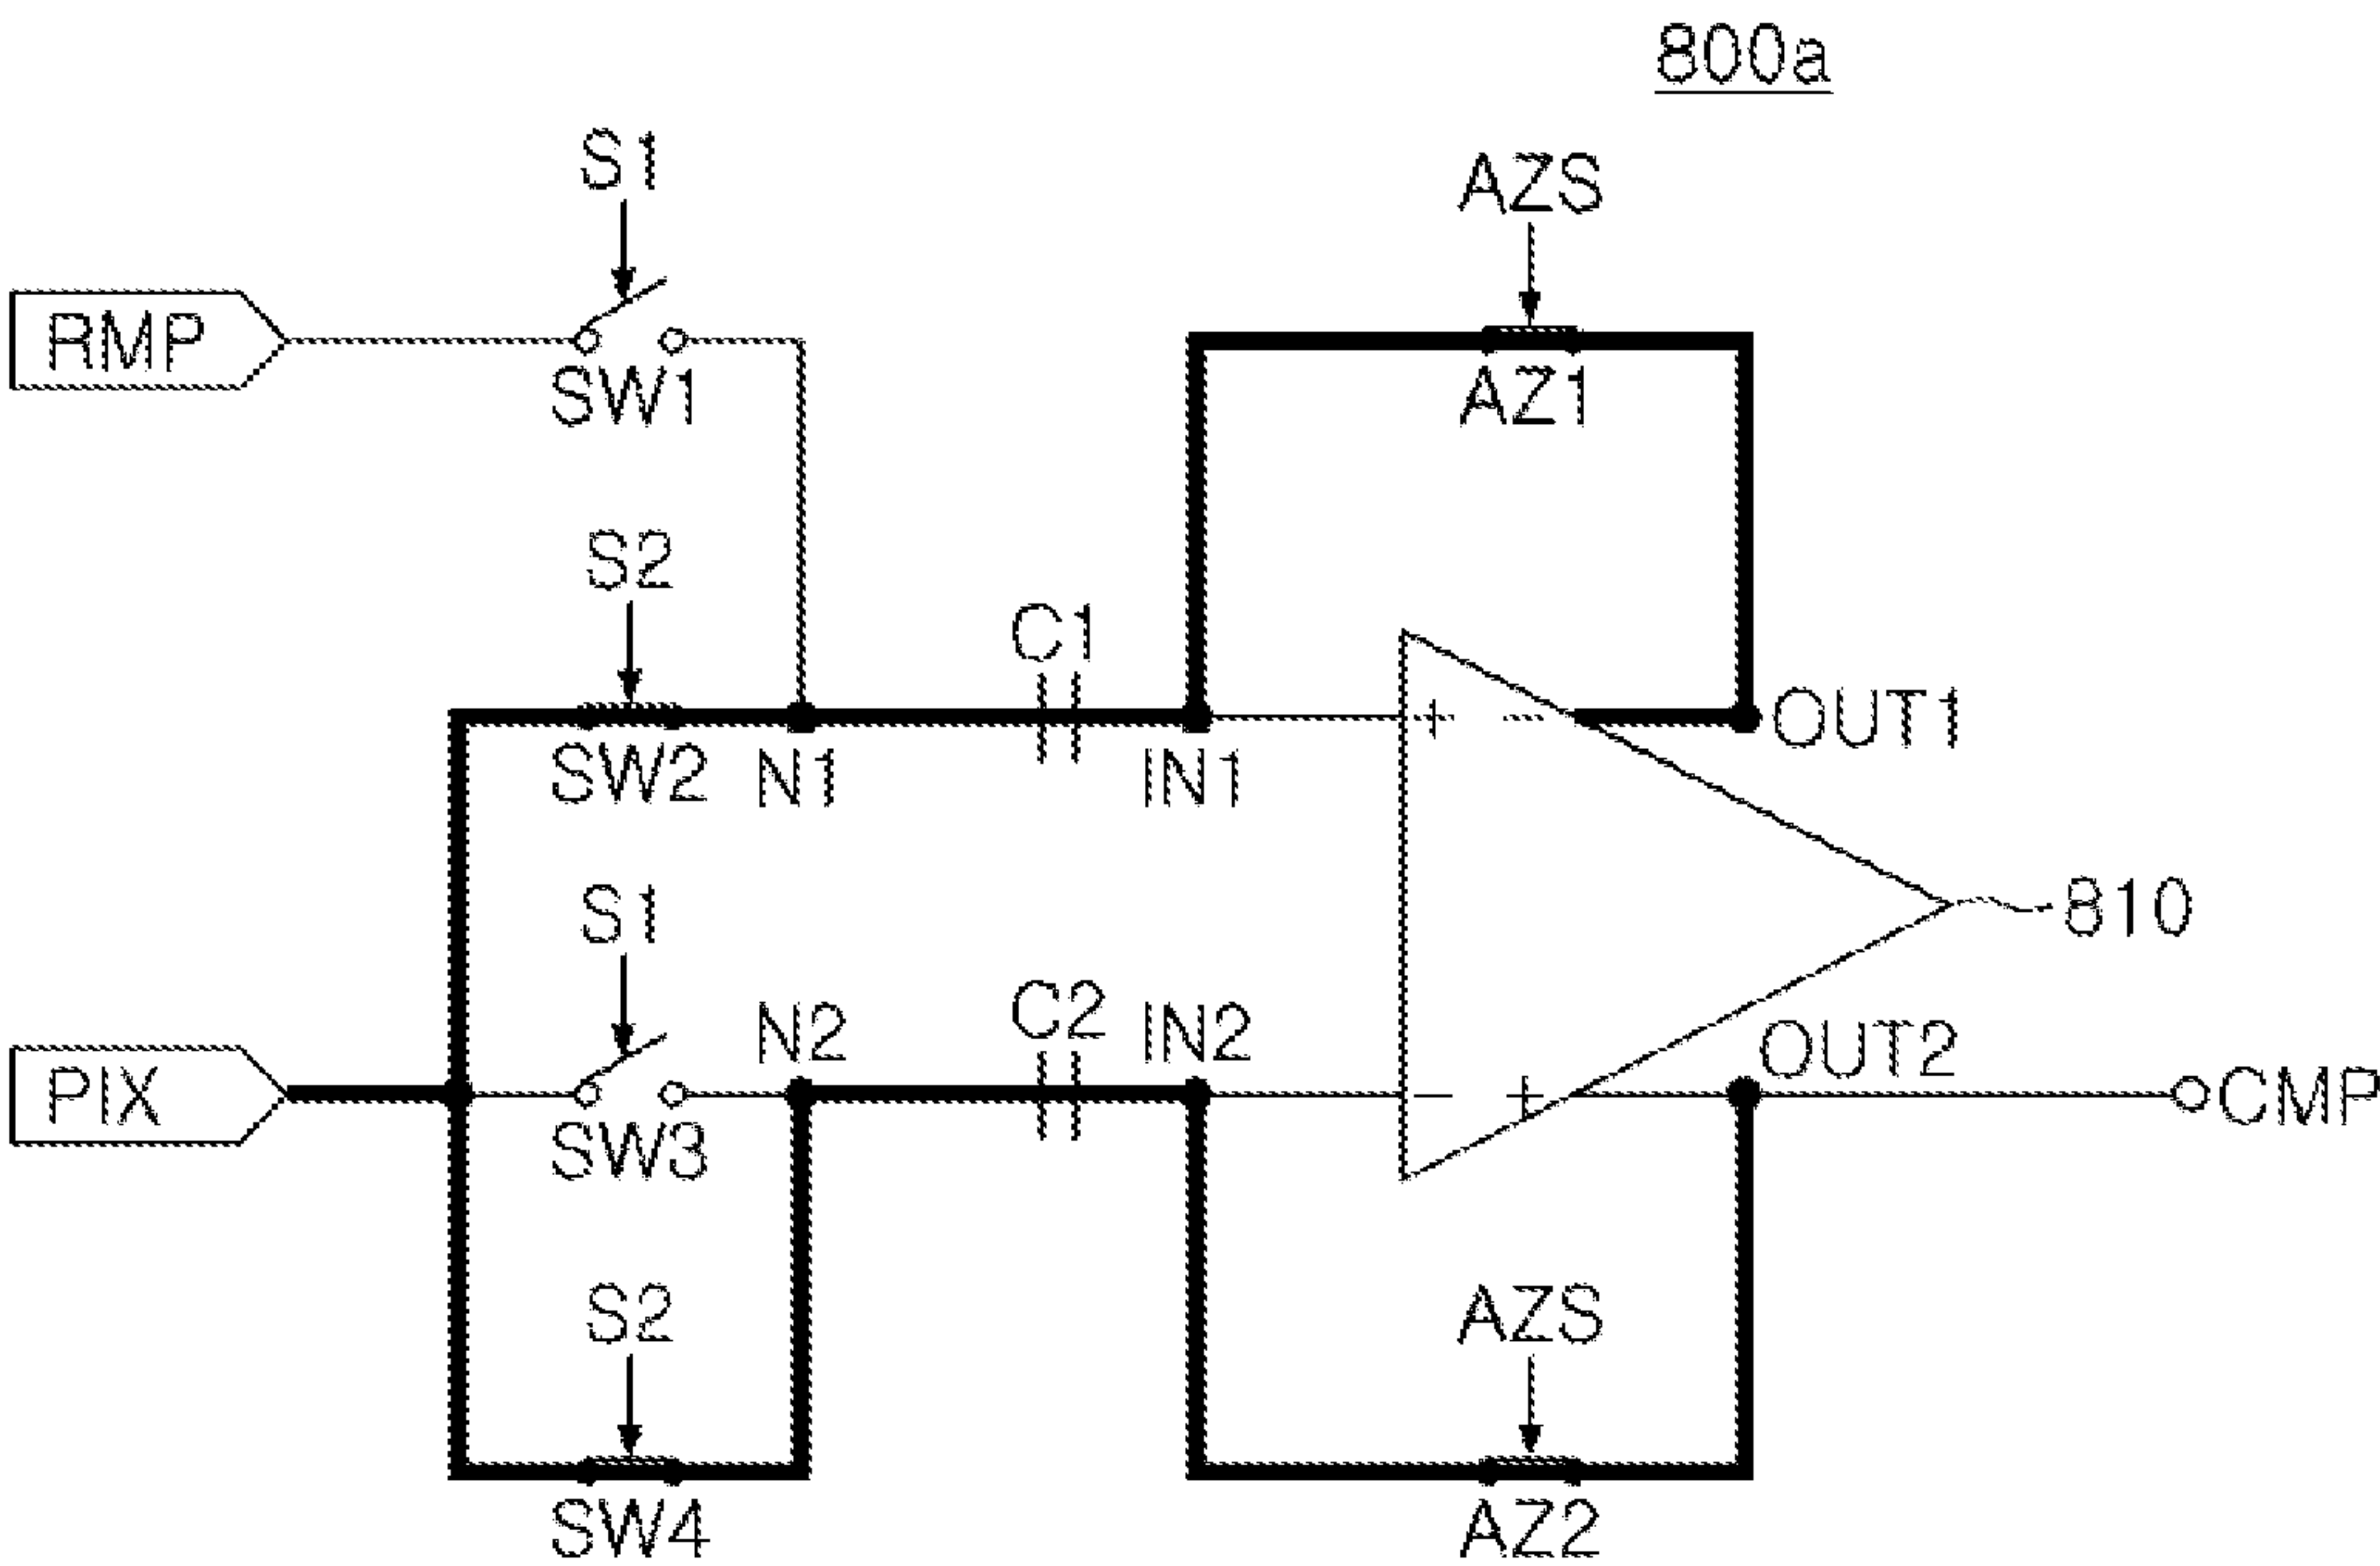 800a
S1
AZS
RMP
SW1
AZ1
S2
C1
+ -
OUT1
SW2
N1
IN1
S1
810
N2
C2
IN2
OUT2
PIX
- +
CMP
SW3
S2
AZS
SW4
AZ2